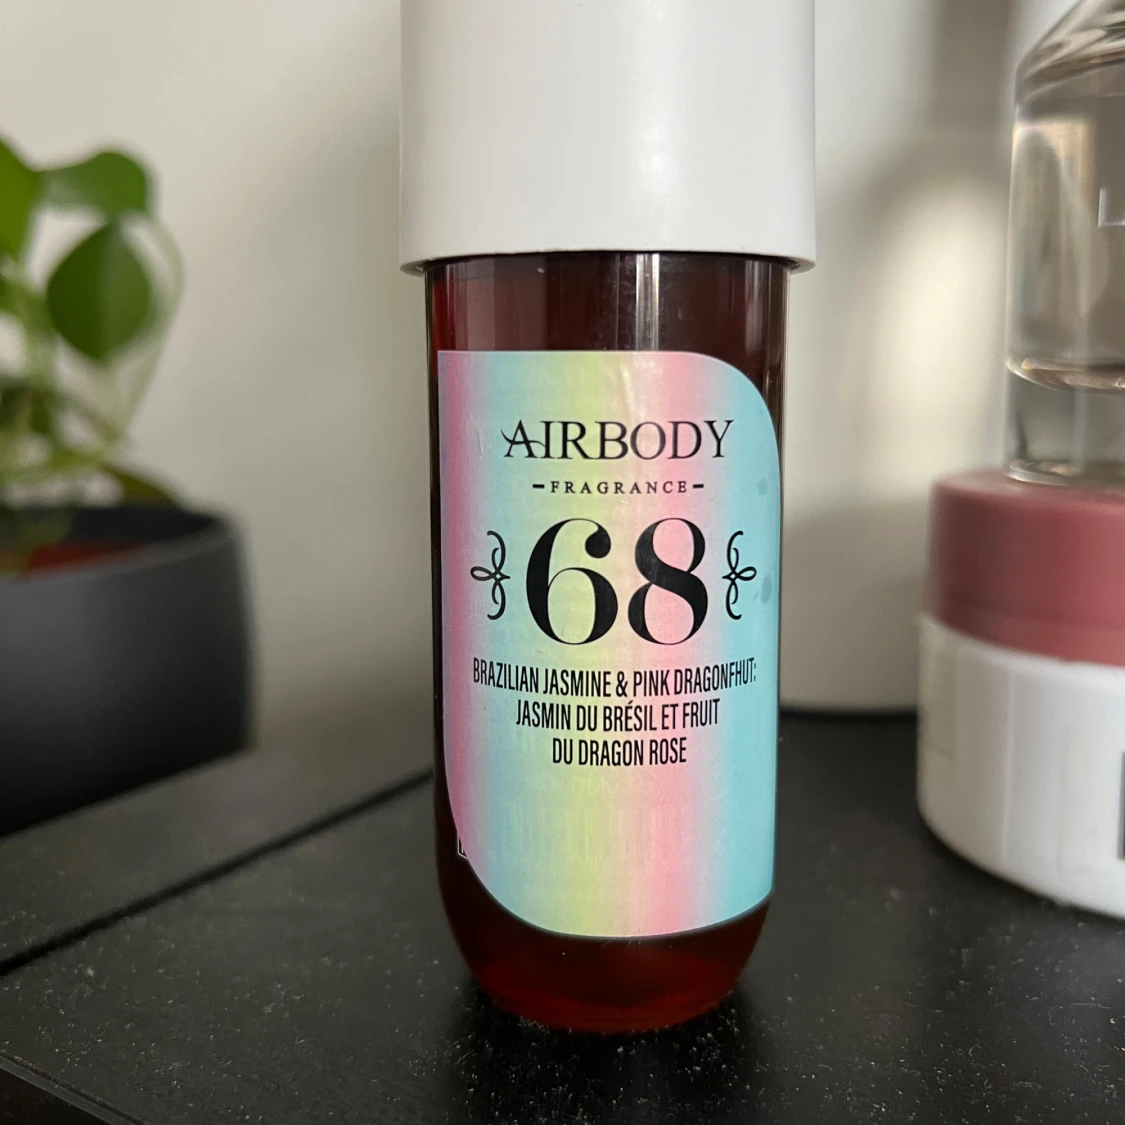 AIRBODY
FRAGRANCE
68
BRAZILIAN JASMINE & PINK DRAGONFHUT:
JASMIN DU BRÉSIL ET FRUIT
DU DRAGON ROSE